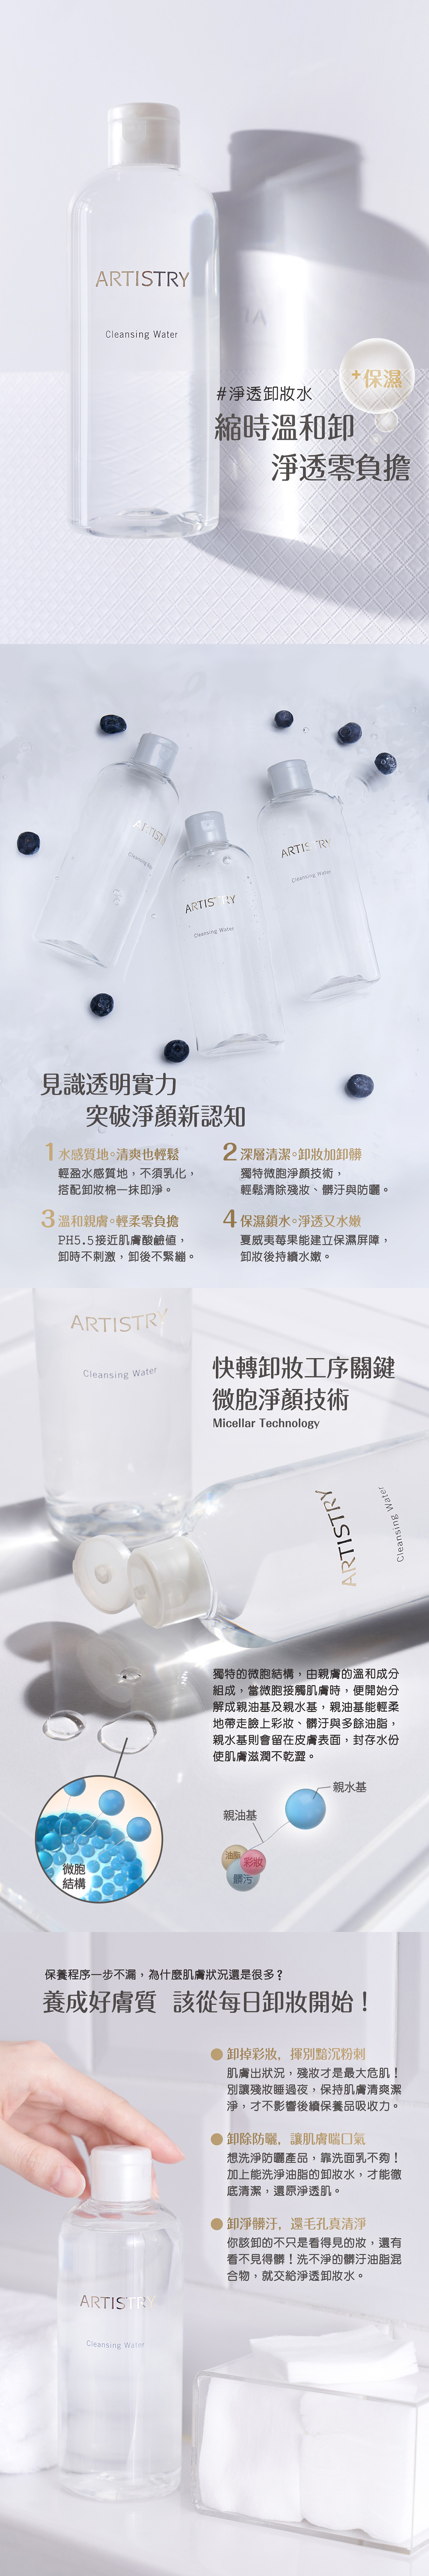 ARTISTRY
Cleansing Water
+保濕
#淨透卸妝水
縮時溫和卸
淨透零負擔
ARTISTRY
Cleansing Water
ARTISTRY
Cleansing Water
ARTISTRY
Cleansing Water
見識透明實力
突破淨顏新認知
1 水感質地。清爽也輕鬆
輕盈水感質地，不須乳化，
搭配卸妝棉一抹即淨。
2 深層清潔。卸妝加卸髒
獨特微胞淨顏技術，
輕鬆清除殘妝、髒汙與防曬。
3 溫和親膚。輕柔零負擔
PH5.5接近肌膚酸鹼值，
卸時不刺激，卸後不緊繃。
4 保濕鎖水。淨透又水嫩
夏威夷莓果能建立保濕屏障，
卸妝後持續水嫩。
ARTISTRY
Cleansing Water
快轉卸妝工序關鍵
微胞淨顏技術
Micellar Technology
ARTISTRY
Cleansing Water
獨特的微胞結構，由親膚的溫和成分
組成，當微胞接觸肌膚時，便開始分
解成親油基及親水基，親油基能輕柔
地帶走臉上彩妝、髒汙與多餘油脂，
親水基則會留在皮膚表面，封存水份
使肌膚滋潤不乾澀。
親水基
親油基
油脂
彩妝
髒污
微胞
結構
保養程序一步不漏，為什麼肌膚狀況還是很多？
養成好膚質 該從每日卸妝開始！
● 卸掉彩妝，揮別黯沉粉刺
肌膚出狀況，殘妝才是最大危肌！
別讓殘妝睡過夜，保持肌膚清爽潔
淨，才不影響後續保養品吸收力。
● 卸除防曬，讓肌膚喘口氣
想洗淨防曬產品，靠洗面乳不夠！
加上能洗淨油脂的卸妝水，才能徹
底清潔，還原淨透肌。
● 卸淨髒汙，還毛孔真清淨
你該卸的不只是看得見的妝，還有
看不見得髒！洗不淨的髒汙油脂混
合物，就交給淨透卸妝水。
ARTISTRY
Cleansing Water